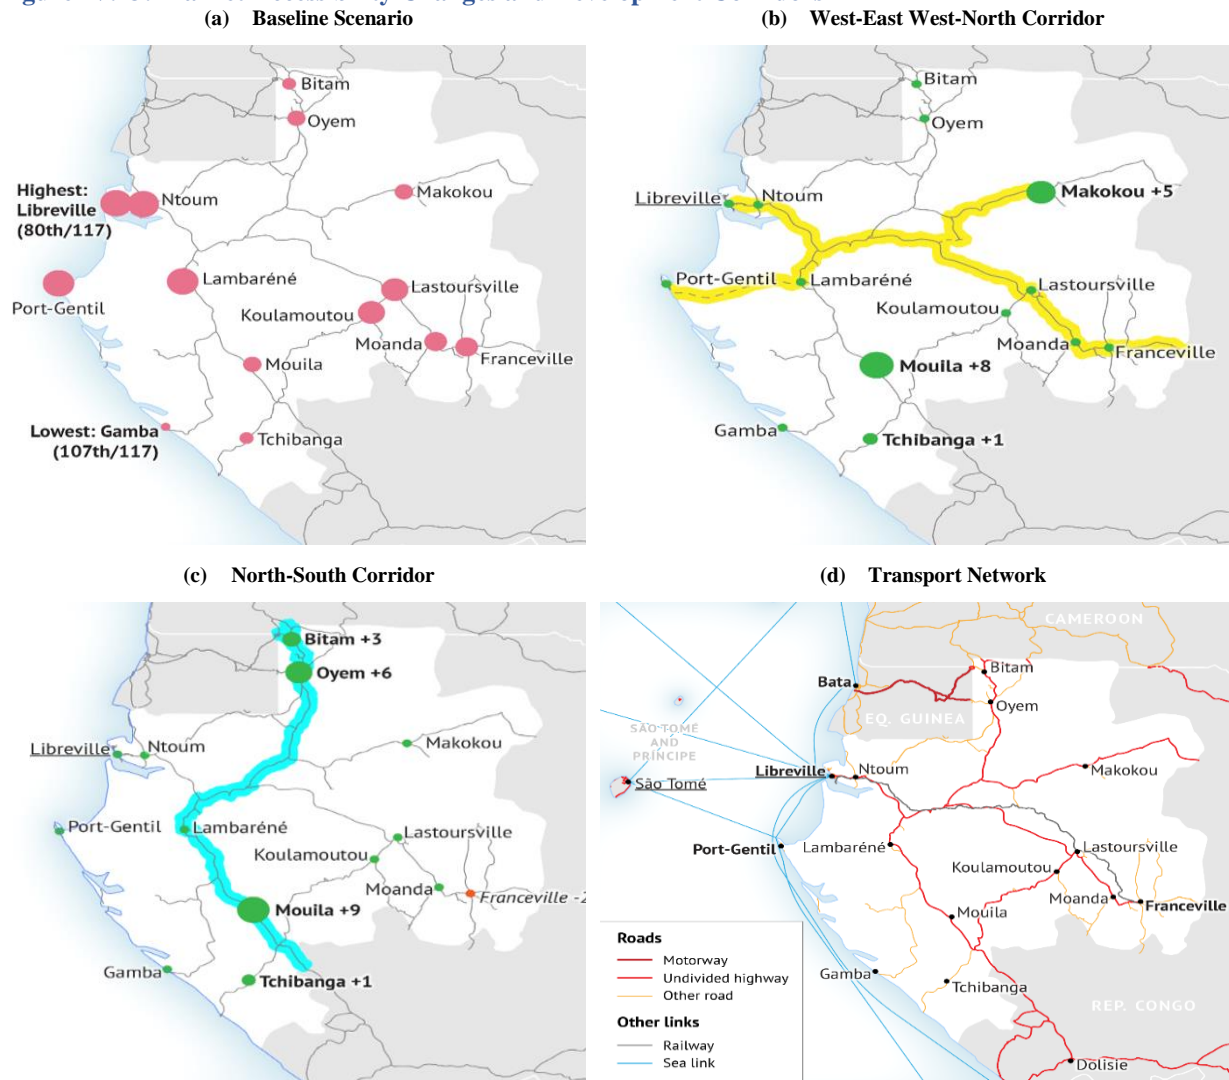 (a) Baseline Scenario
Bitam
Oyem
Highest:
Libreville
(80th/117)
Ntoum
Makokou
Port-Gentil
Lambaréné
Lastoursville
Koulamoutou
Moanda
Franceville
Mouila
Lowest: Gamba
(107th/117)
Tchibanga
(b) West-East West-North Corridor
Bitam
Oyem
Libreville
Ntoum
Makokou +5
Port-Gentil
Lambaréné
Lastoursville
Koulamoutou
Moanda
Franceville
Mouila +8
Gamba
Tchibanga +1
(c) North-South Corridor
Bitam +3
Oyem +6
Libreville
Ntoum
Makokou
Port-Gentil
Lambaréné
Lastoursville
Koulamoutou
Moanda
Franceville -2
Mouila +9
Gamba
Tchibanga +1
(d) Transport Network
CAMEROON
Bitam
Bata
Oyem
EQ. GUINEA
SÃO TOMÉ
AND
PRÍNCIPE
Libreville
Ntoum
São Tomé
Makokou
Port-Gentil
Lambaréné
Lastoursville
Koulamoutou
Moanda
Franceville
Mouila
Roads
Motorway
Undivided highway
Other road
Other links
Railway
Sea link
Gamba
Tchibanga
REP. CONGO
Dolisie